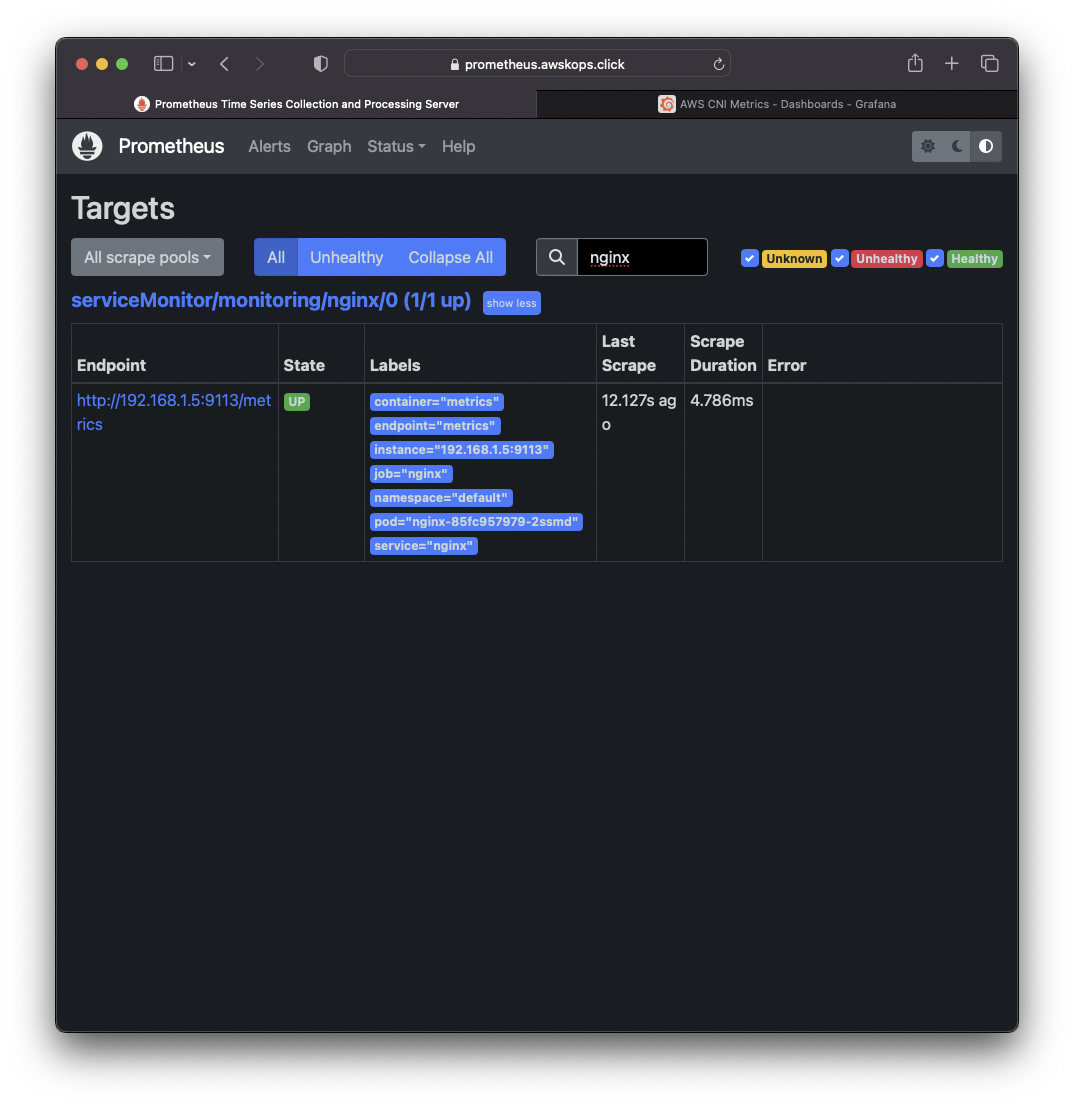 prometheus.awskops.click
Prometheus Time Series Collection and Processing Server
AWS CNI Metrics - Dashboards - Grafana
Prometheus Alerts Graph Status Help
Targets
All scrape pools All Unhealthy Collapse All nginx Unknown Unhealthy Healthy
serviceMonitor/monitoring/nginx/0 (1/1 up) show less
Endpoint State Labels Last Scrape Scrape Duration Error
http://192.168.1.5:9113/met
rics
UP
container="metrics"
endpoint="metrics"
instance="192.168.1.5:9113"
job="nginx"
namespace="default"
pod="nginx-85fc957979-2ssmd"
service="nginx"
12.127s ag
o
4.786ms